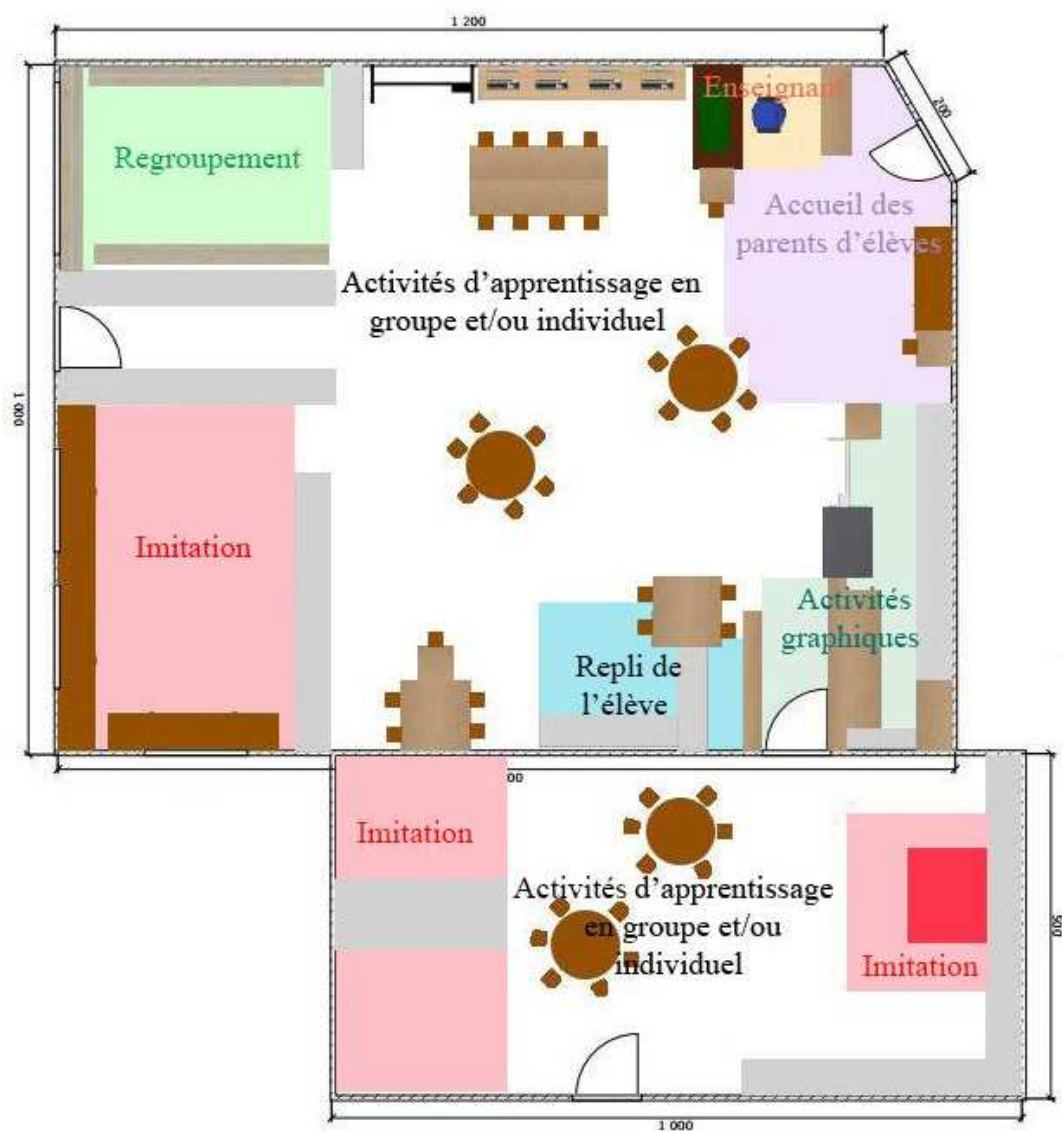 1 200
Enseignant
200
Regroupement
Accueil des
parents d'élèves
Activités d'apprentissage en
groupe et/ou individuel
1 000
Imitation
Activités
graphiques
Repli de
l'élève
00
Imitation
Activités d'apprentissage
en groupe et/ou
individuel
Imitation
500
1 000